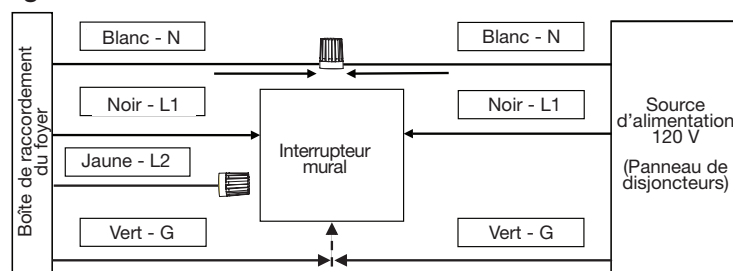 Boîte de raccordement
du foyer
Blanc - N
Blanc - N
Noir - L1
Noir - L1
Jaune - L2
Interrupteur
mural
Vert - G
Vert - G
Source
d'alimentation
120 V
(Panneau de
disjoncteurs)